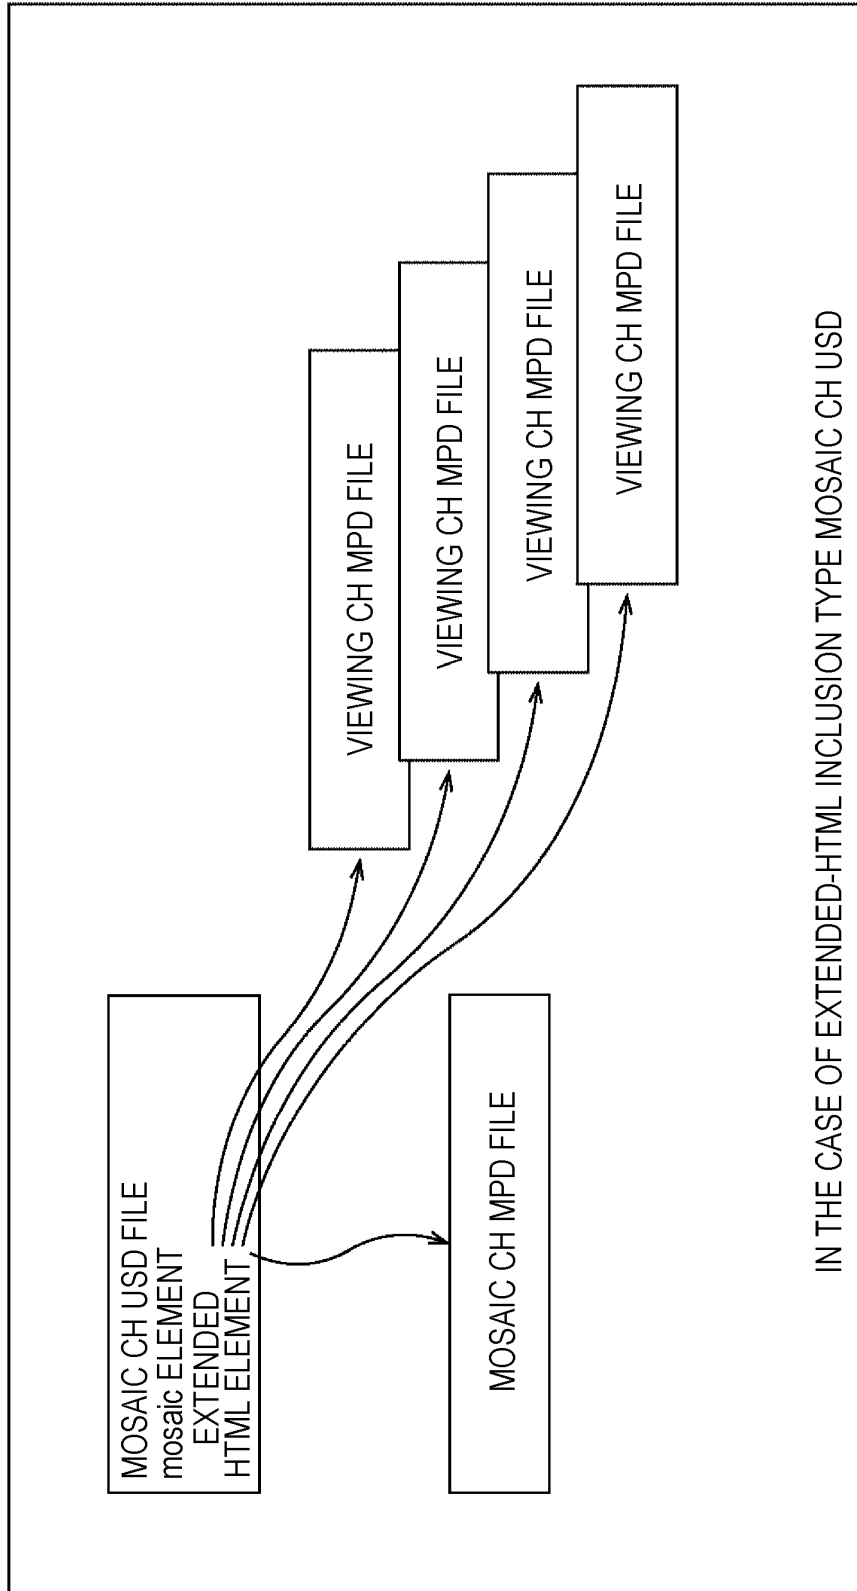 MOSAIC CH USD FILE
mosaic ELEMENT
EXTENDED
HTML ELEMENT
MOSAIC CH MPD FILE
VIEWING CH MPD FILE
VIEWING CH MPD FILE
VIEWING CH MPD FILE
VIEWING CH MPD FILE
IN THE CASE OF EXTENDED-HTML INCLUSION TYPE MOSAIC CH USD